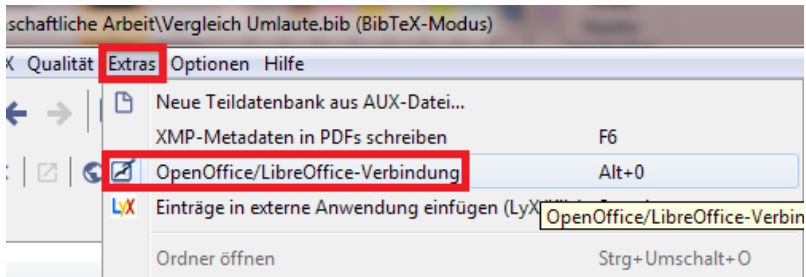 schaftliche Arbeit\Vergleich Umlaute.bib (BibTeX-Modus)
X Qualität Extras Optionen Hilfe
Neue Teildatenbank aus AUX-Datei...
XMP-Metadaten in PDFs schreiben F6
OpenOffice/LibreOffice-Verbindung Alt+0
LyX Einträge in externe Anwendung einfügen (LyX/
OpenOffice/LibreOffice-Verbin
Ordner öffnen Strg+Umschalt+O